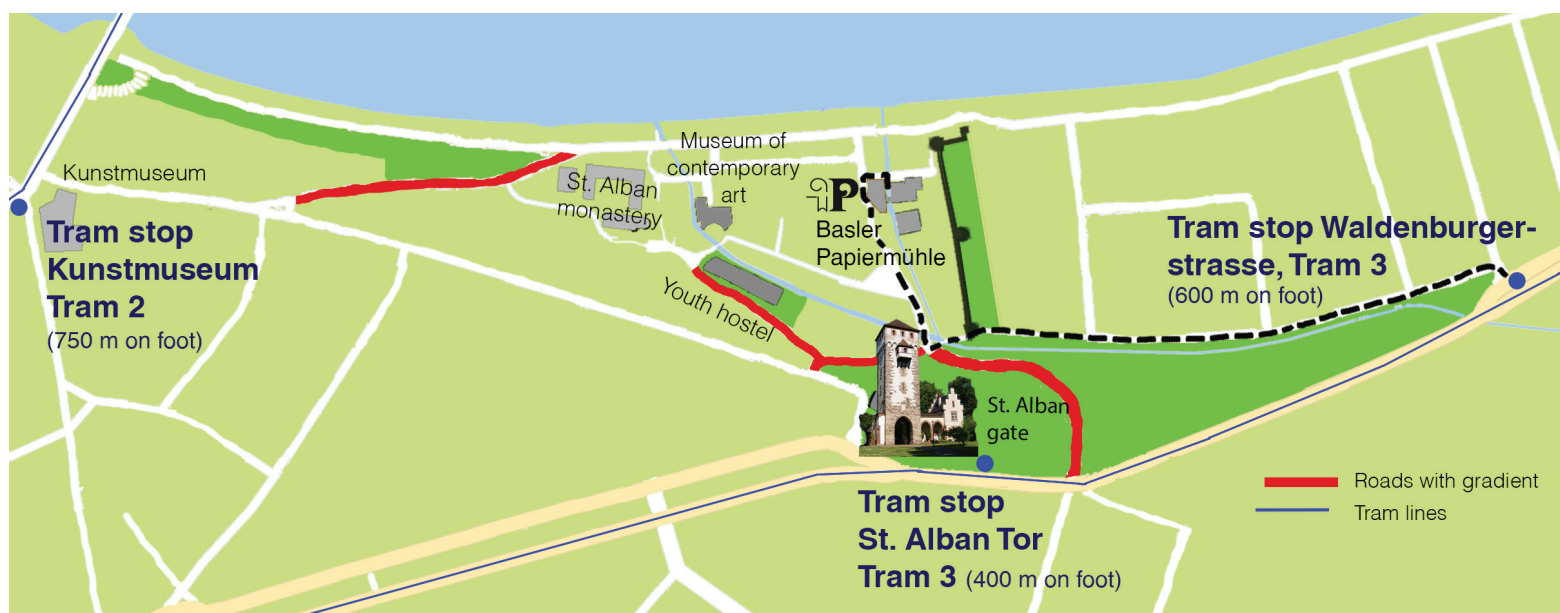 Kunstmuseum
Tram stop
Kunstmuseum
Tram 2
(750 m on foot)
St. Alban
monastery
Museum of
contemporary
art
Youth hostel
Basler
Papiermühle
Tram stop Waldenburger-
strasse, Tram 3
(600 m on foot)
St. Alban
gate
Tram stop
St. Alban Tor
Tram 3 (400 m on foot)
Roads with gradient
Tram lines